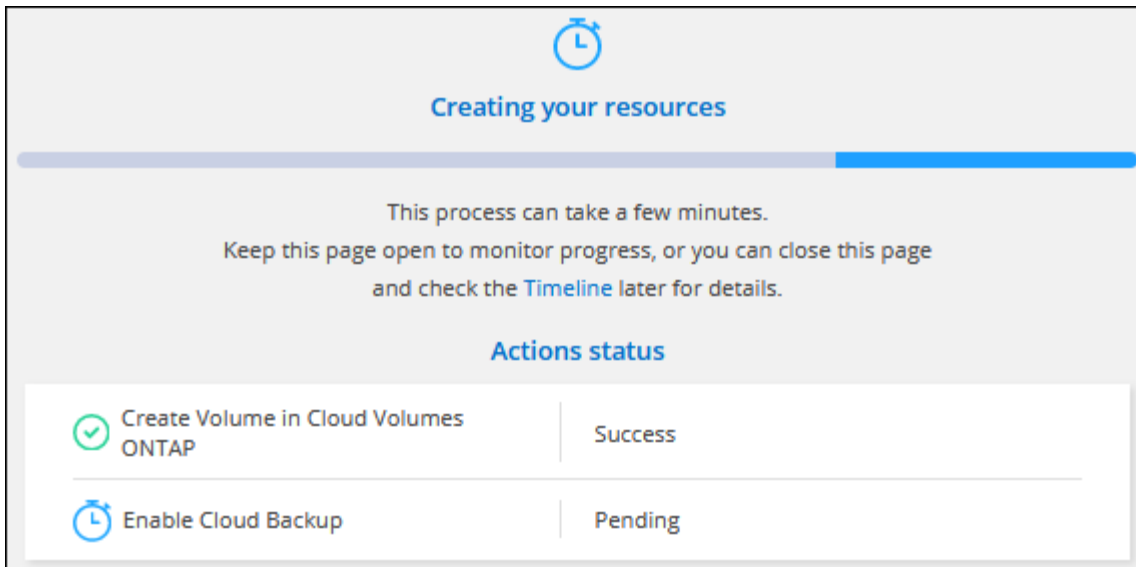 Creating your resources
This process can take a few minutes.
Keep this page open to monitor progress, or you can close this page
and check the Timeline later for details.
Actions status
Create Volume in Cloud Volumes
ONTAP
Success
Enable Cloud Backup
Pending